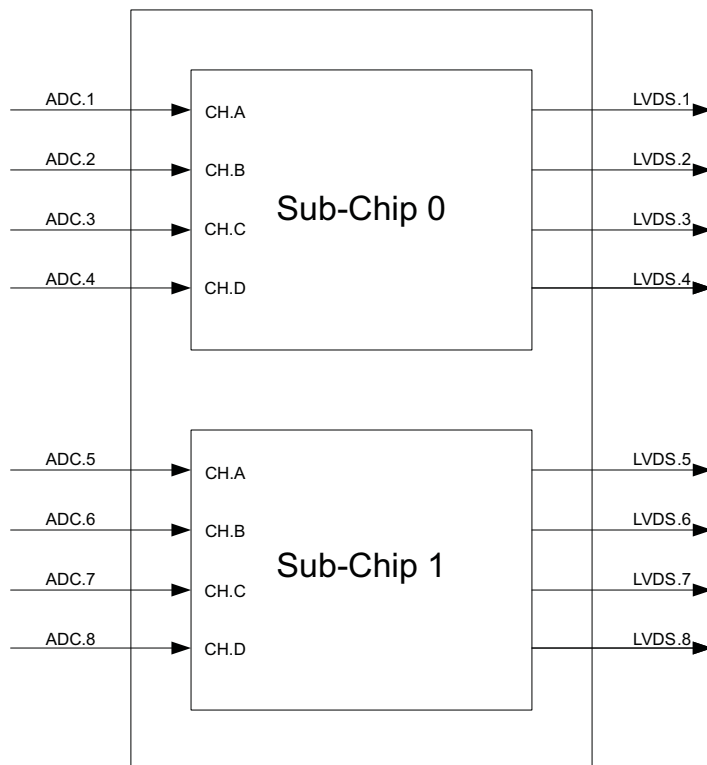 ADC.1
CH.A
LVDS.1
ADC.2
CH.B
LVDS.2
Sub-Chip 0
ADC.3
CH.C
LVDS.3
ADC.4
CH.D
LVDS.4
ADC.5
CH.A
LVDS.5
ADC.6
CH.B
LVDS.6
Sub-Chip 1
ADC.7
CH.C
LVDS.7
ADC.8
CH.D
LVDS.8